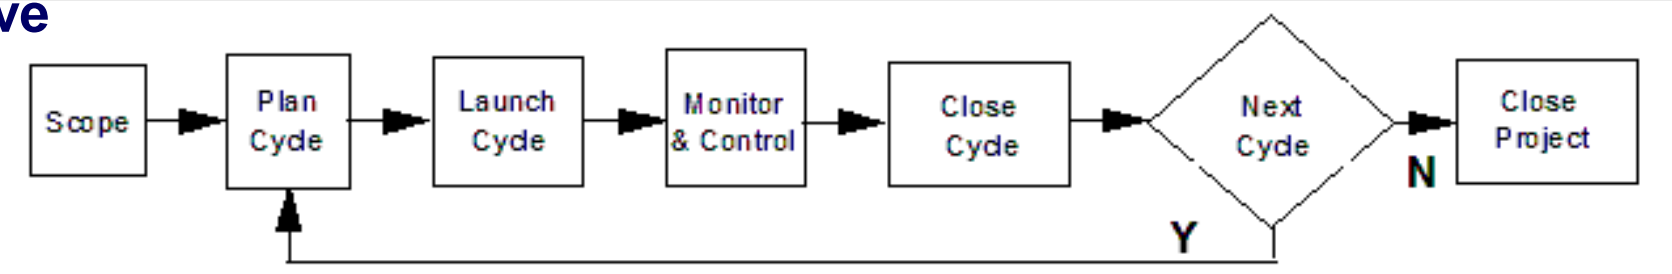 ve
Scope
Plan
Cycle
Launch
Cycle
Monitor
& Control
Close
Cycle
Next
Cycle
Close
Project
N
Y